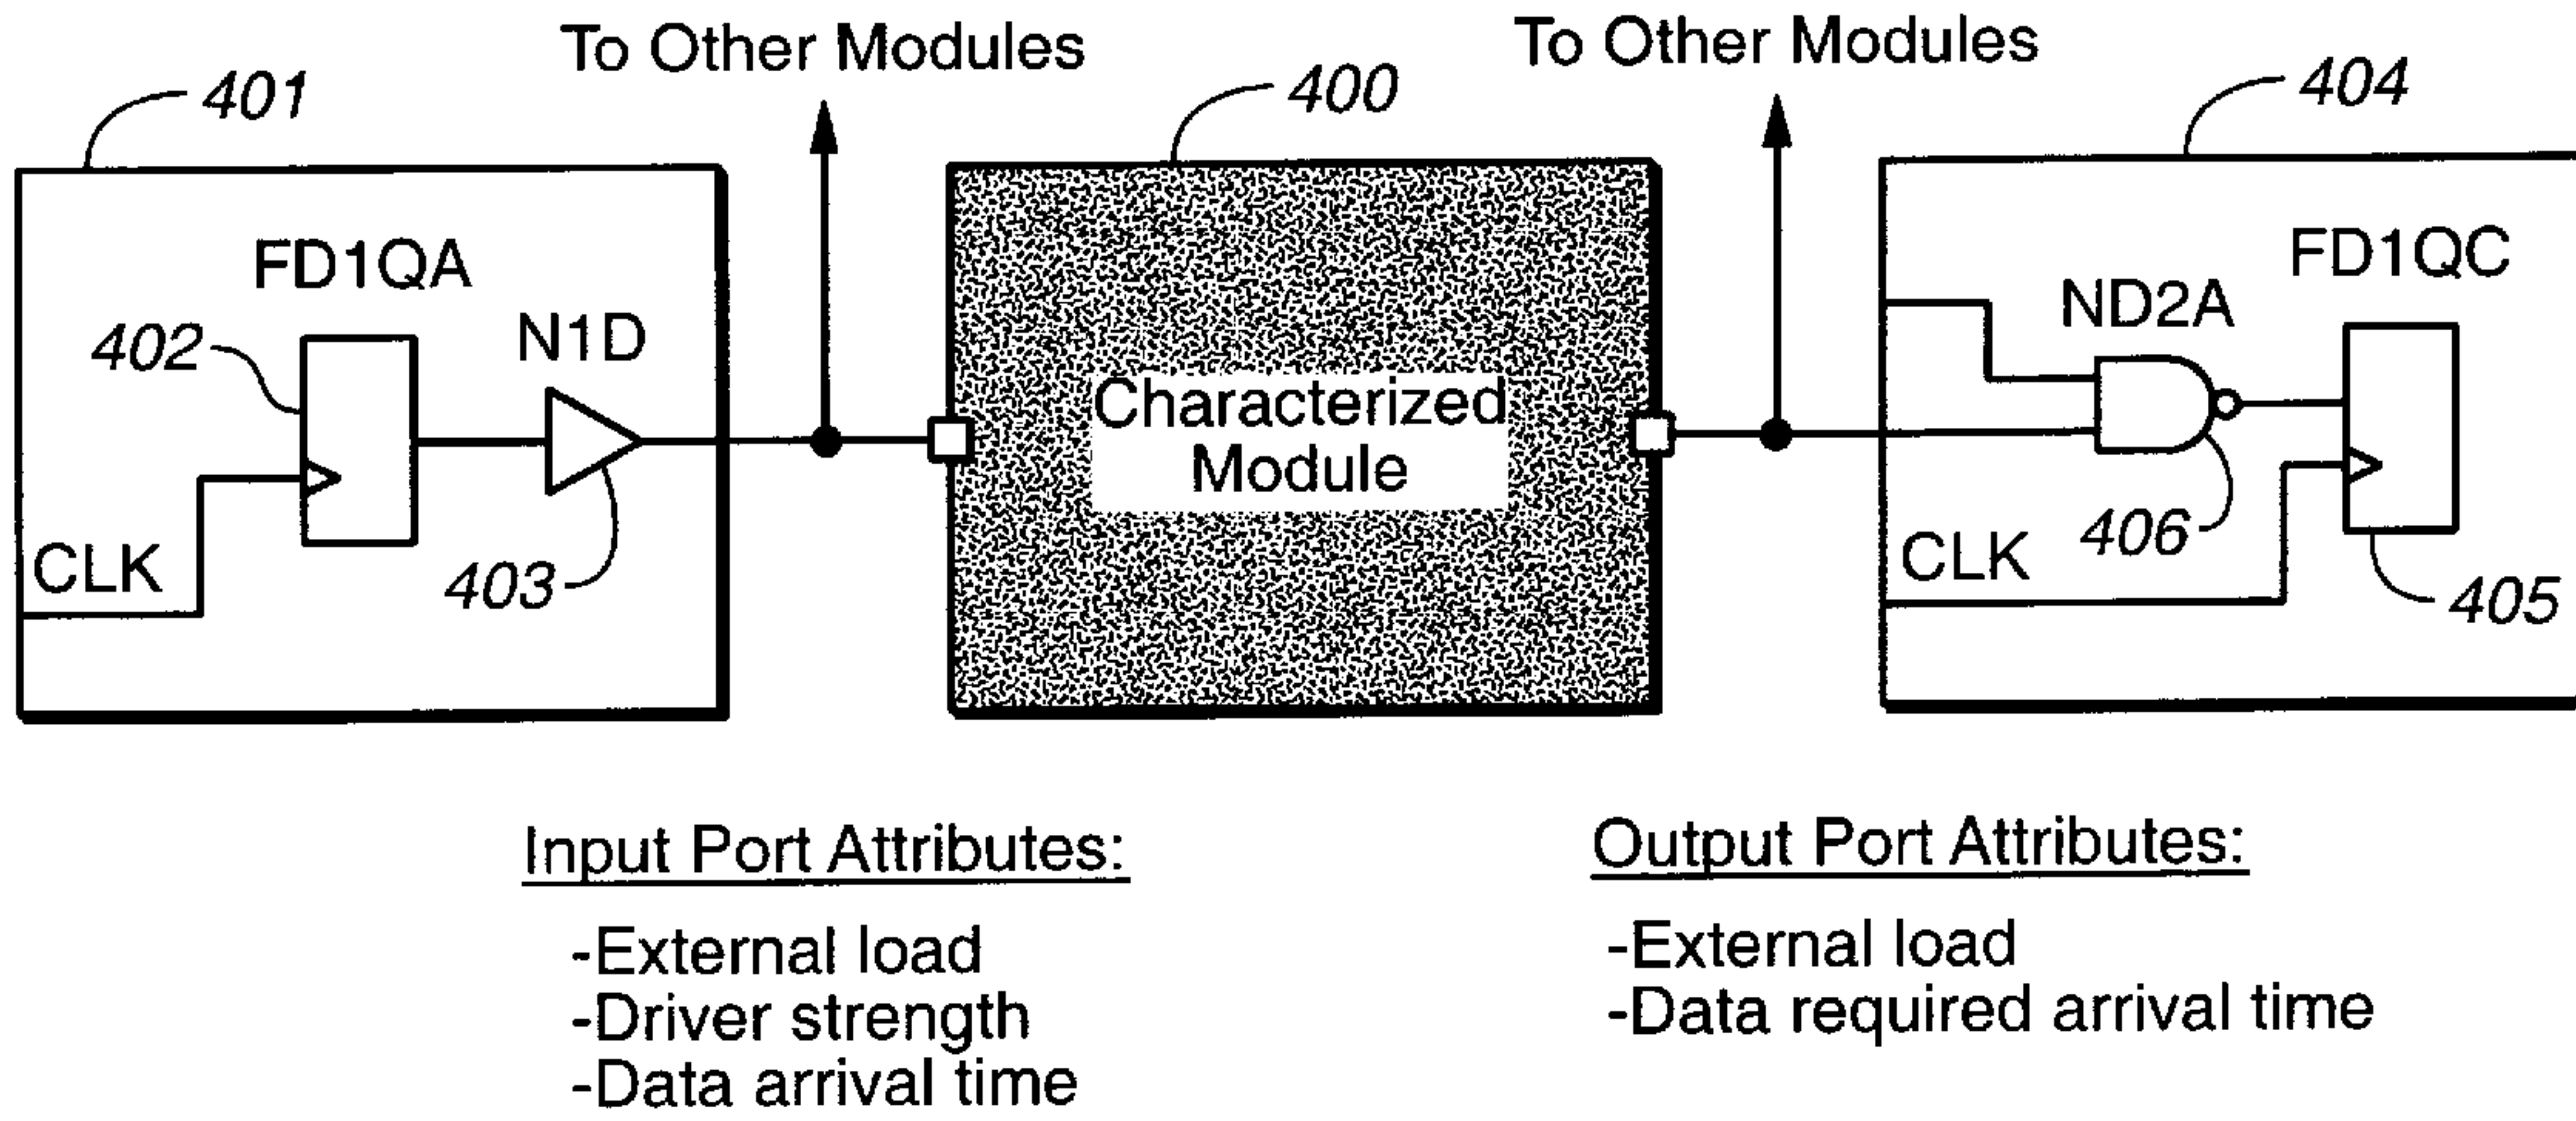 To Other Modules
To Other Modules
401
400
404
FD1QA
N1D
402
403
CLK
Characterized
Module
FD1QC
ND2A
406
CLK
405
Input Port Attributes:
-External load
-Driver strength
-Data arrival time
Output Port Attributes:
-External load
-Data required arrival time